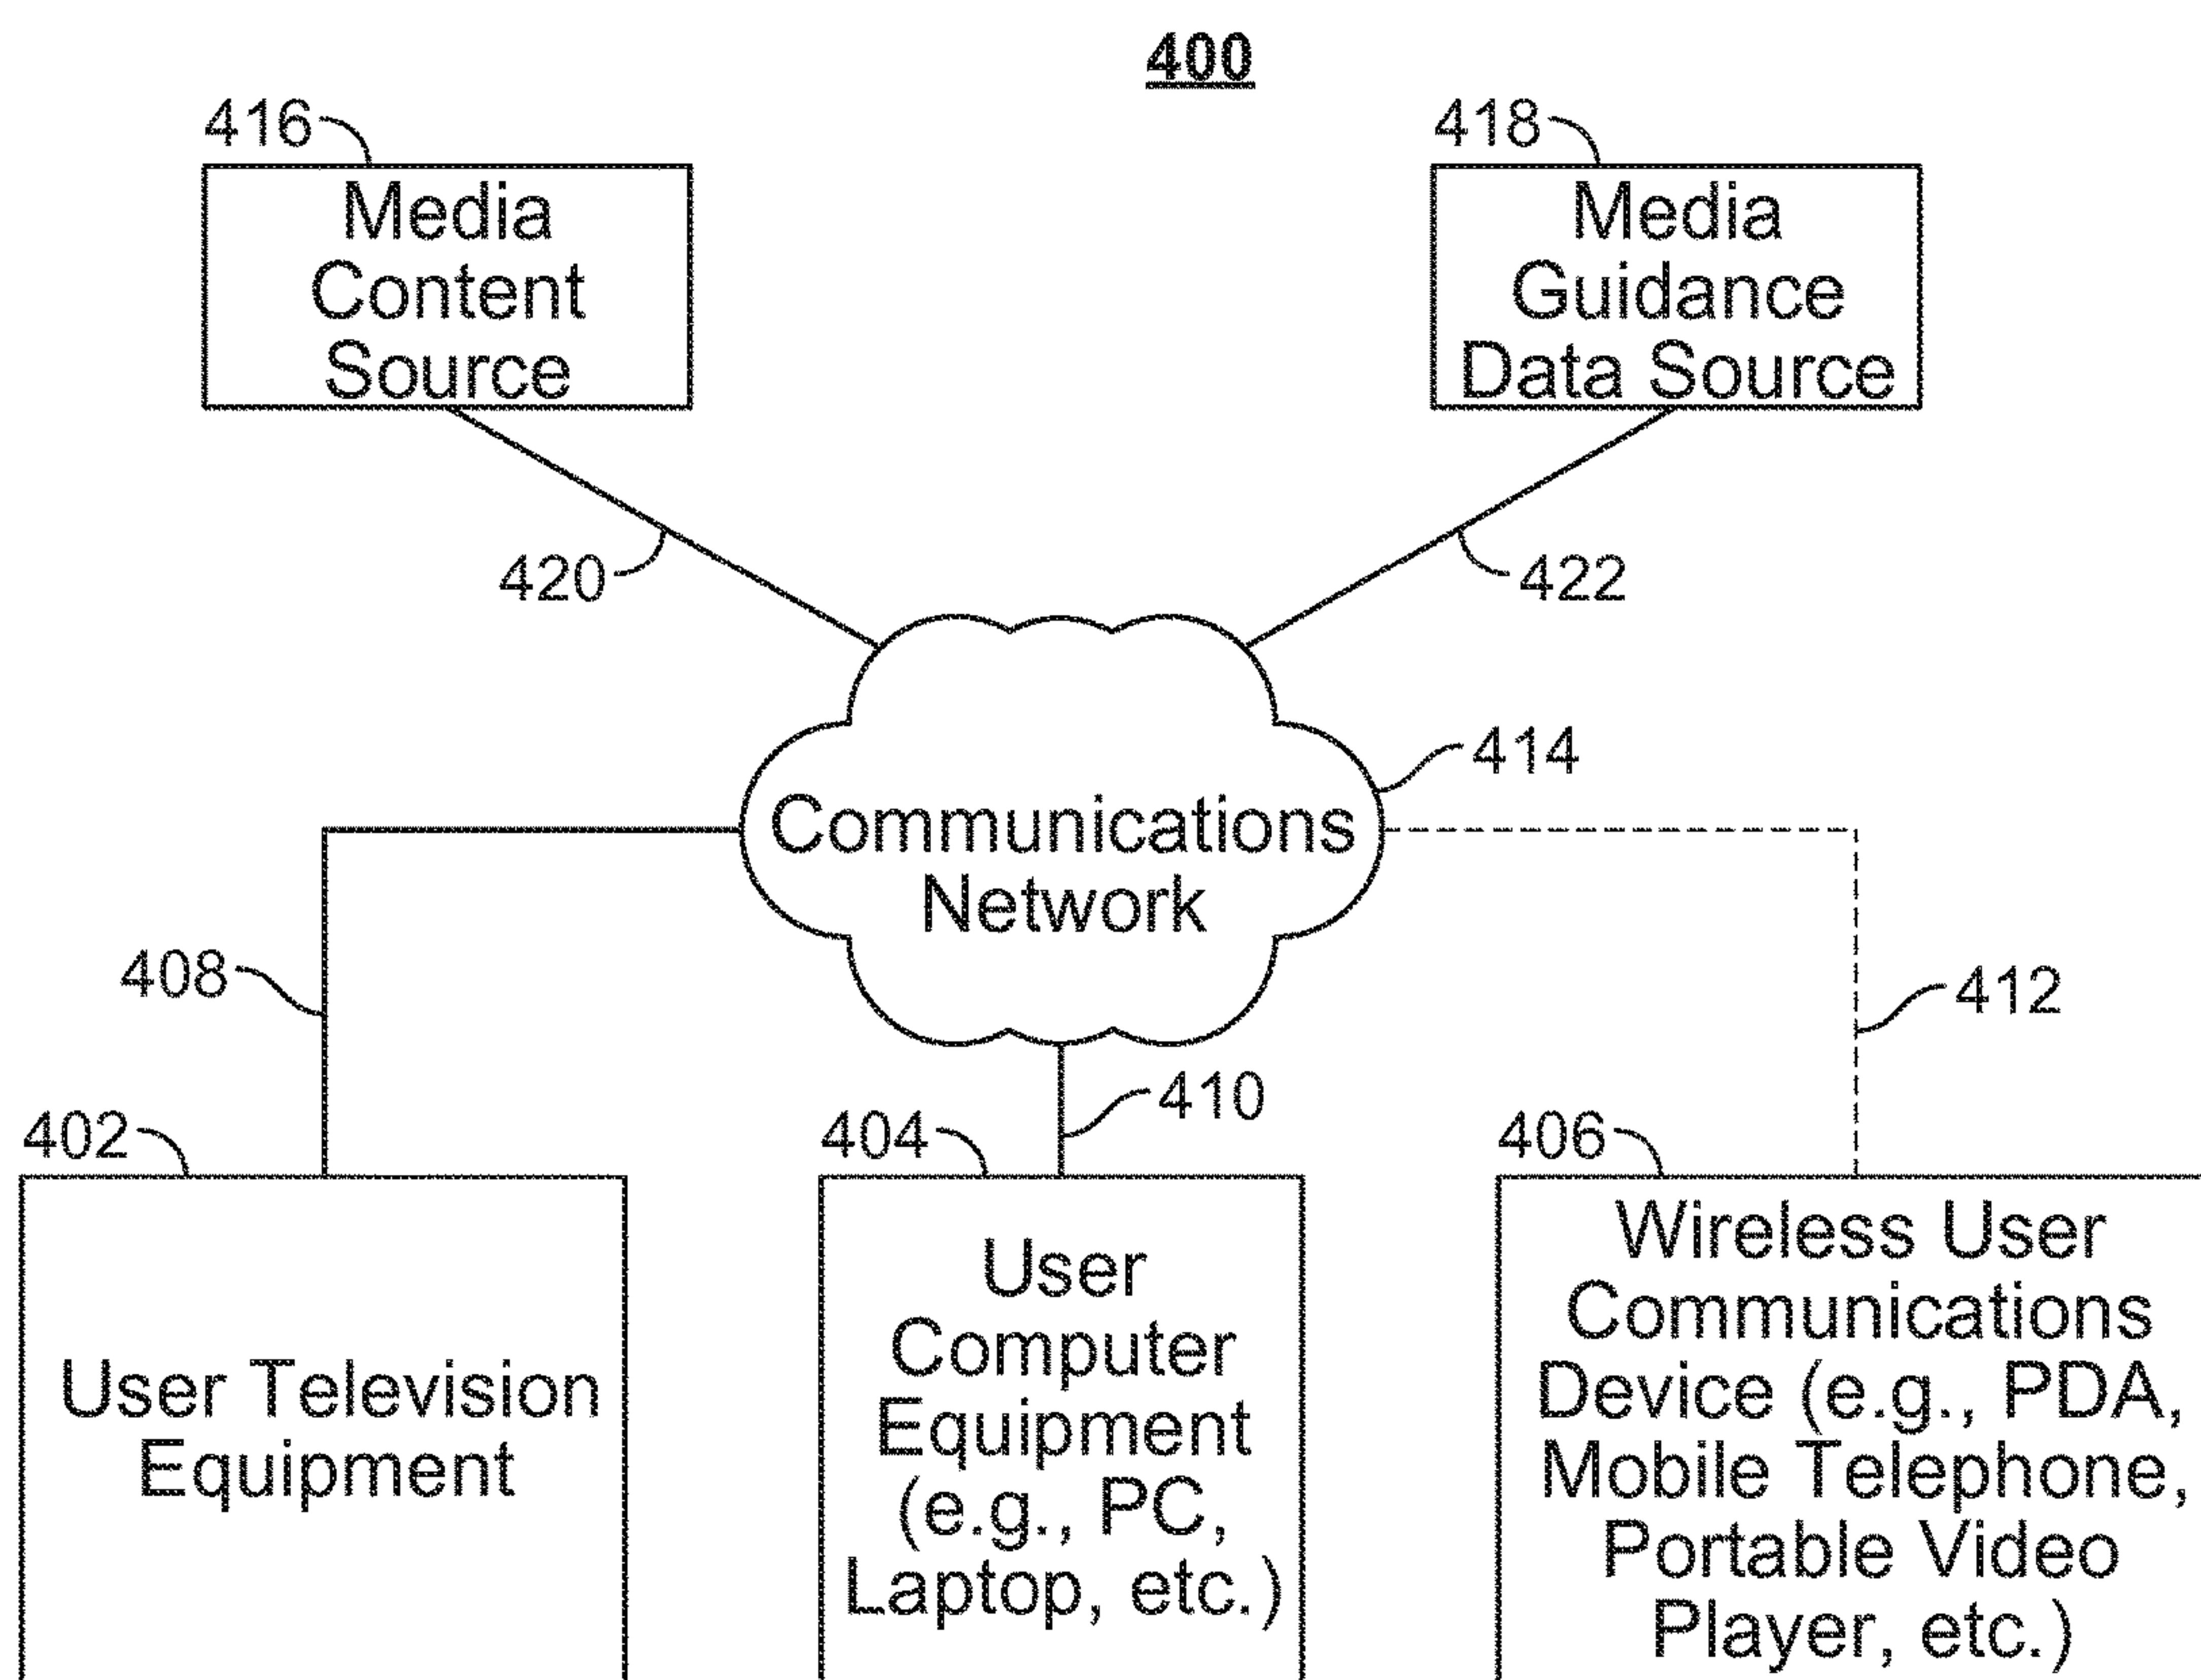 400
416
Media
Content
Source
418
Media
Guidance
Data Source
420
422
414
Communications
Network
408
412
410
402
User Television
Equipment
404
User
Computer
Equipment
(e.g., PC,
Laptop, etc.)
406
Wireless User
Communications
Device (e.g., PDA,
Mobile Telephone,
Portable Video
Player, etc.)